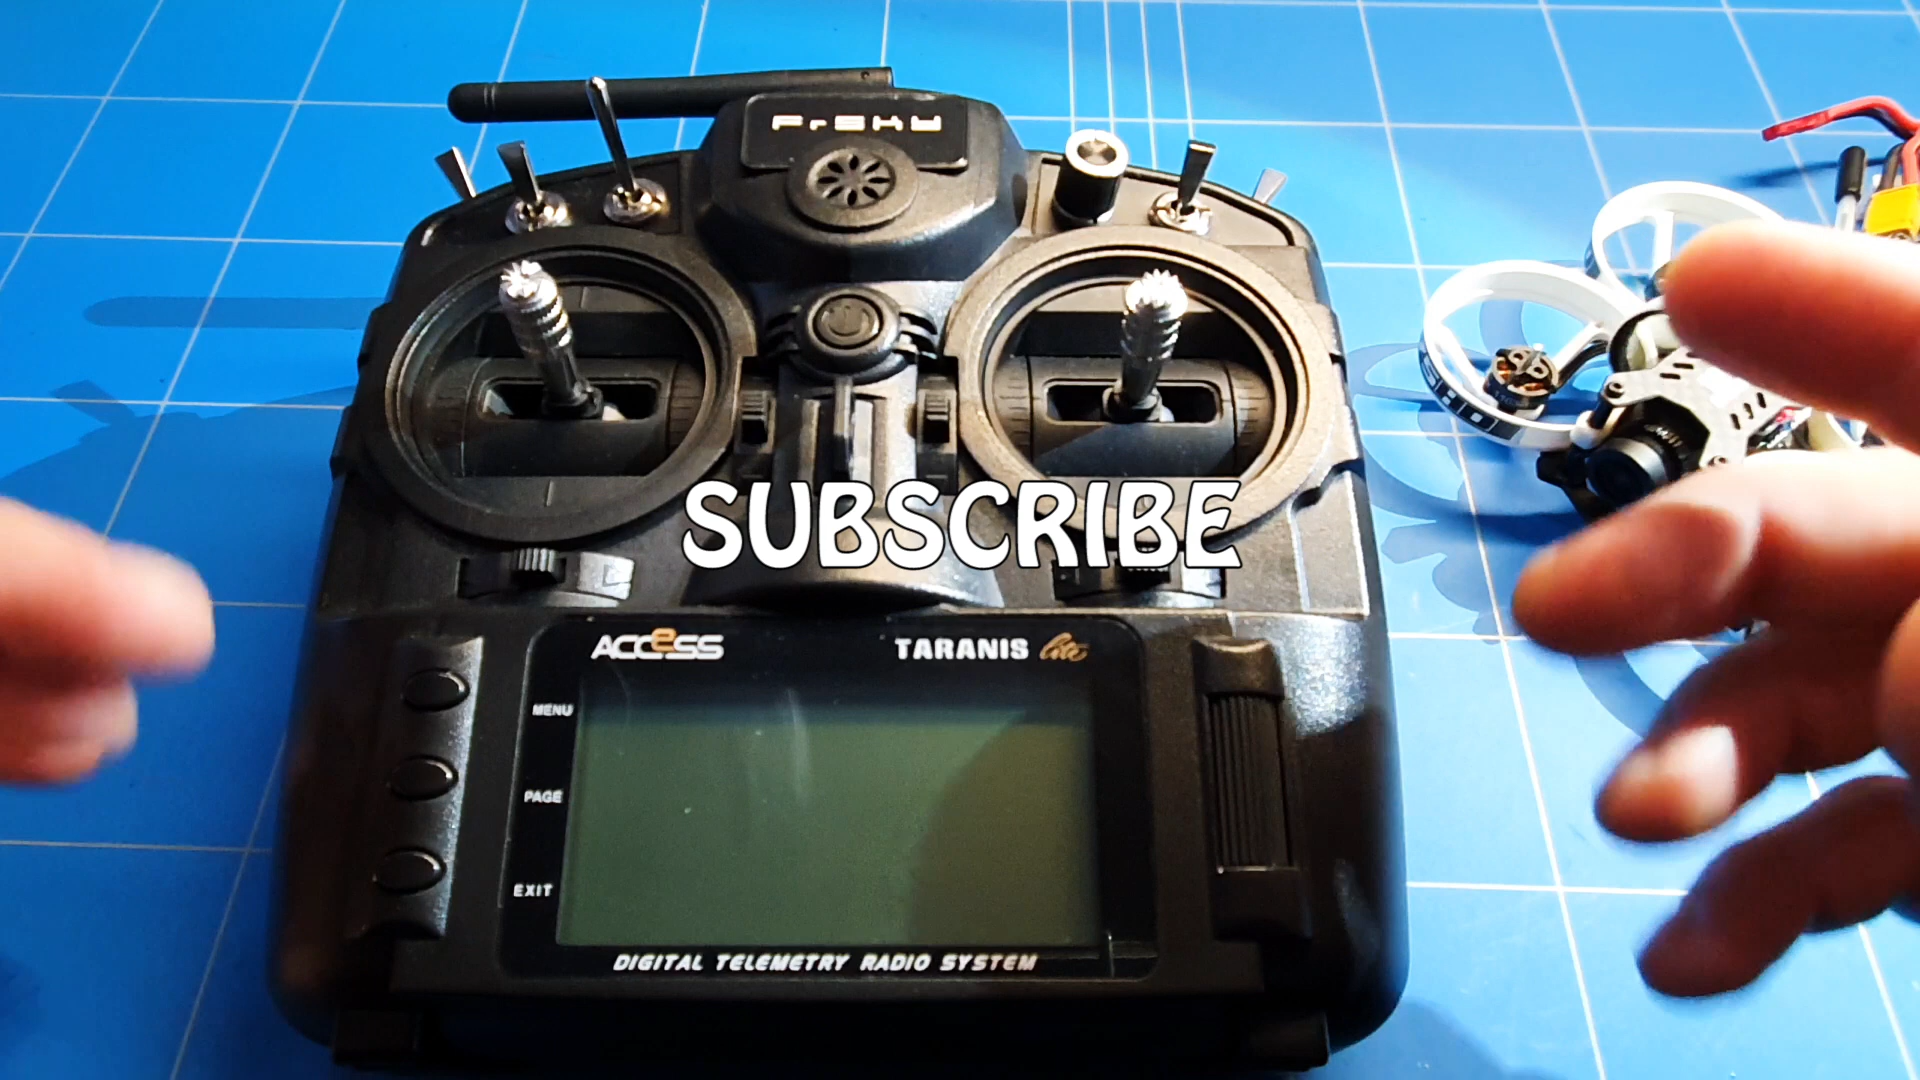 FrSKY
SUBSCRIBE
ACCeSS
TARANIS lite
MENU
PAGE
EXIT
DIGITAL TELEMETRY RADIO SYSTEM